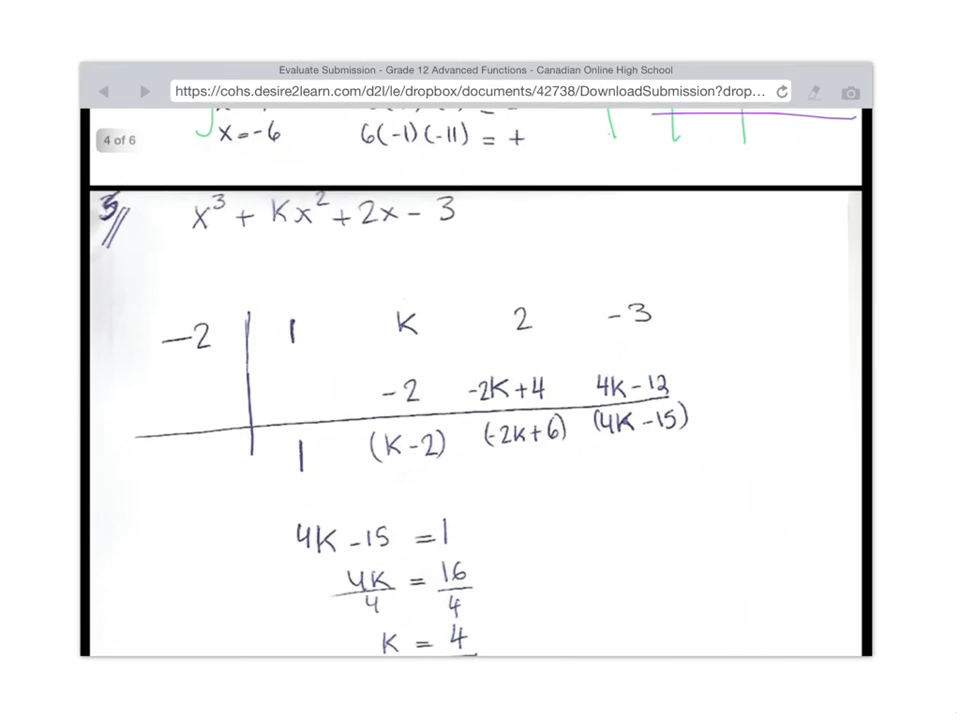 Evaluate Submission - Grade 12 Advanced Functions - Canadian Online High School
https://cohs.desire2learn.com/d2l/le/dropbox/documents/42738/DownloadSubmission?drop...
4 of 6
x=-6 6(-1)(-11) = +
3// x³ + Kx² + 2x - 3
-2 1 K 2 -3
-2 -2K+4 4K-12
1 (K-2) (-2K+6) (4K-15)
4K-15 = 1
4K/4 = 16/4
K = 4